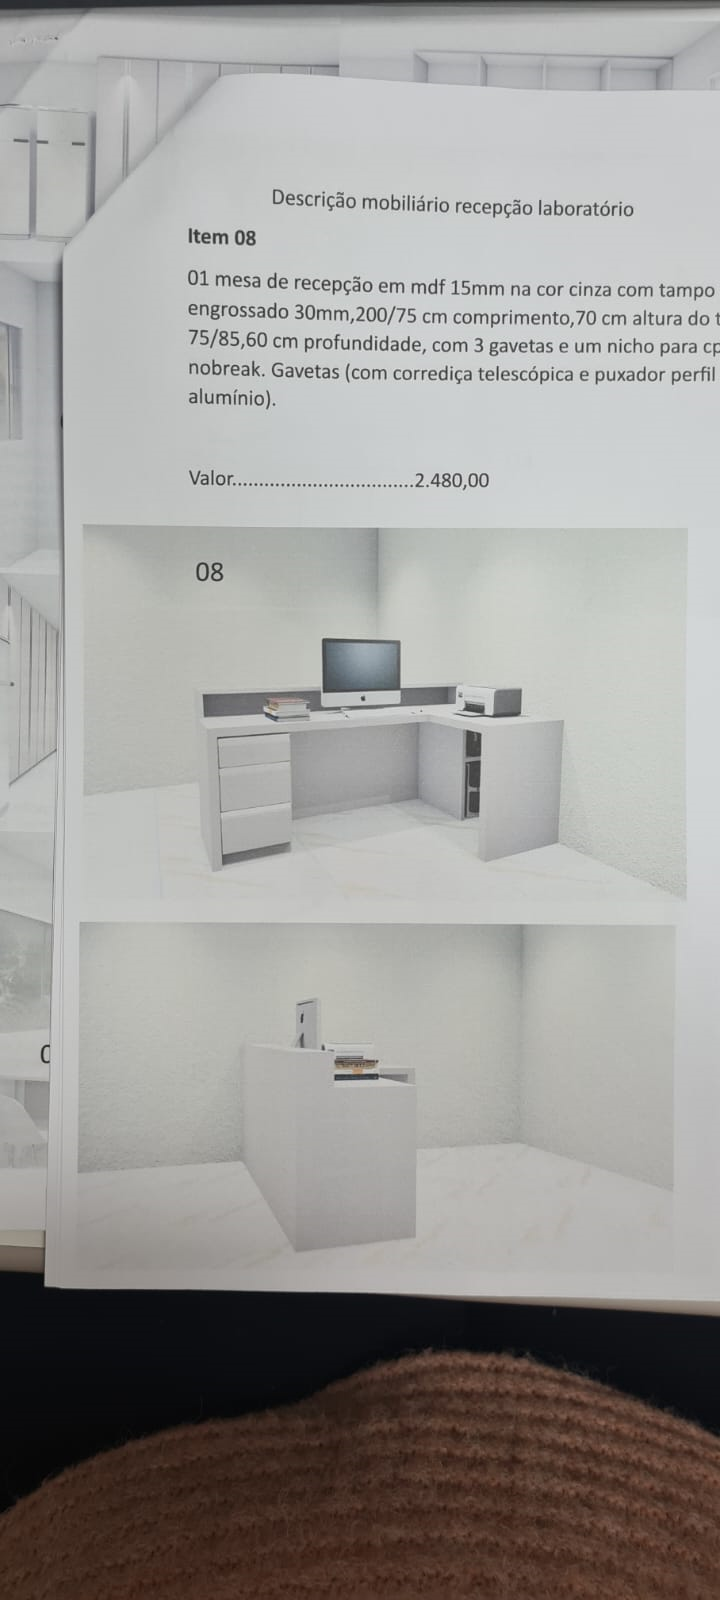 Descrição mobiliário recepção laboratório
Item 08
01 mesa de recepção em mdf 15mm na cor cinza com tampo
engrossado 30mm,200/75 cm comprimento,70 cm altura do t
75/85,60 cm profundidade, com 3 gavetas e um nicho para cp
nobreak. Gavetas (com corrediça telescópica e puxador perfil
alumínio).
Valor..................................2.480,00
08